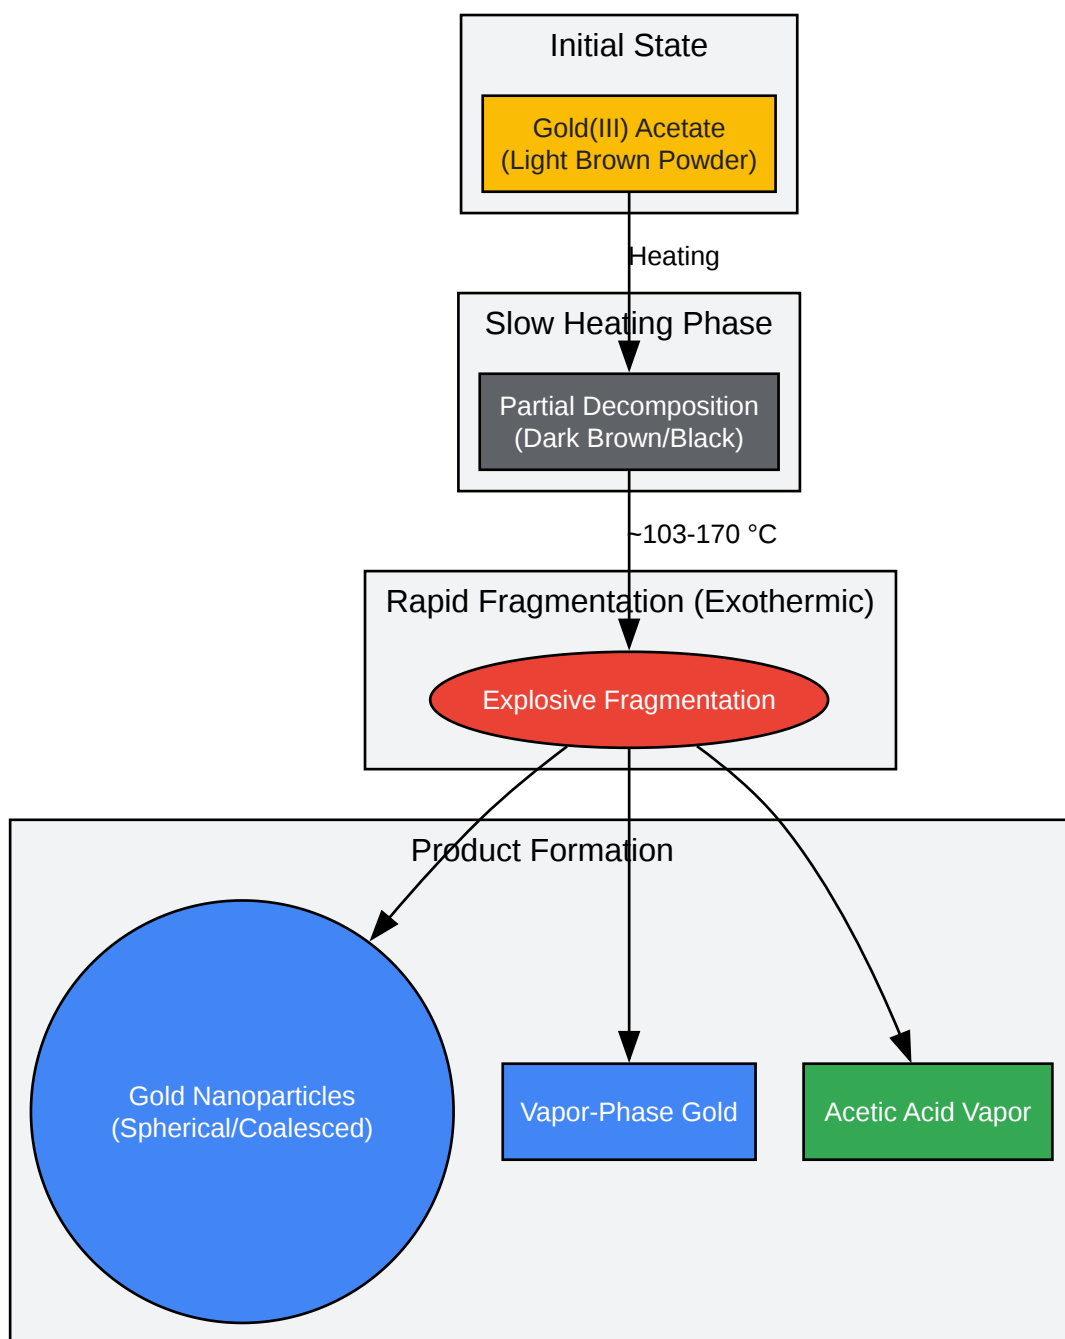 Initial State
Gold(III) Acetate
(Light Brown Powder)
Heating
Slow Heating Phase
Partial Decomposition
(Dark Brown/Black)
~103-170 °C
Rapid Fragmentation (Exothermic)
Explosive Fragmentation
Product Formation
Gold Nanoparticles
(Spherical/Coalesced)
Vapor-Phase Gold
Acetic Acid Vapor